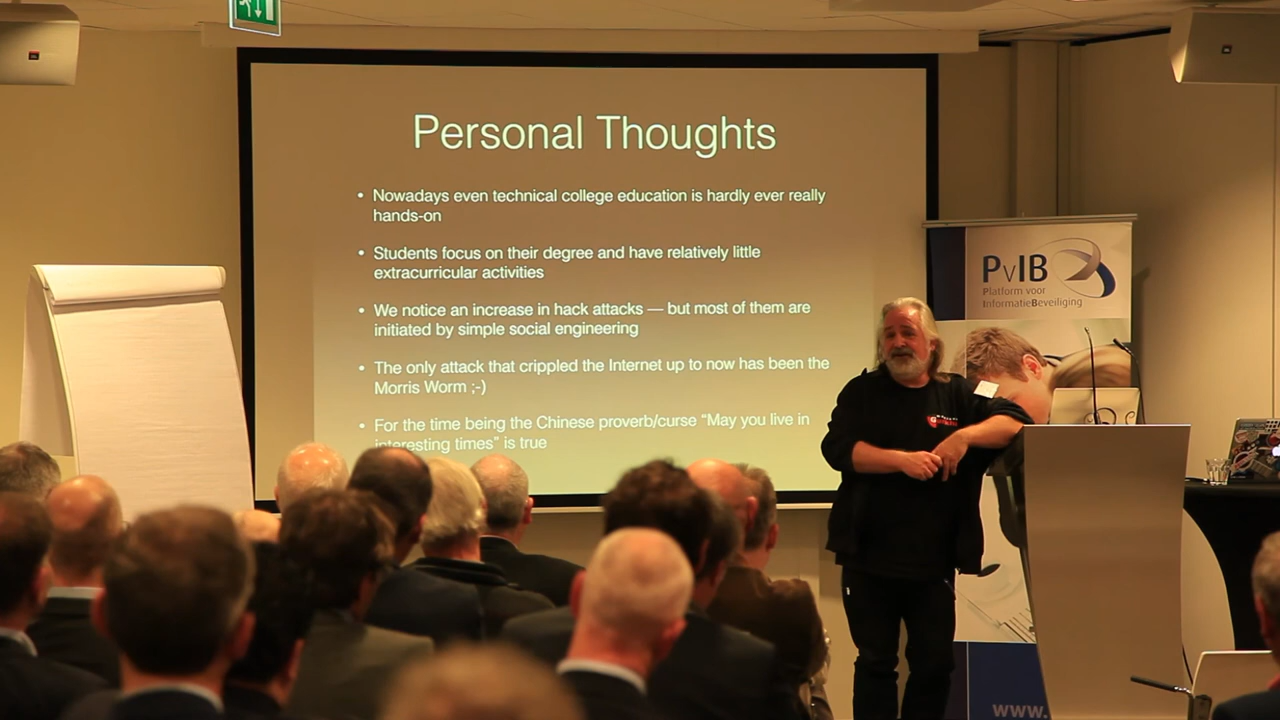 Personal Thoughts
• Nowadays even technical college education is hardly ever really
hands-on
• Students focus on their degree and have relatively little
extracurricular activities
• We notice an increase in hack attacks — but most of them are
initiated by simple social engineering
• The only attack that crippled the Internet up to now has been the
Morris Worm ;-)
• For the time being the Chinese proverb/curse “May you live in
interesting times” is true
PvIB
Platform voor
InformatieBeveiliging
www.